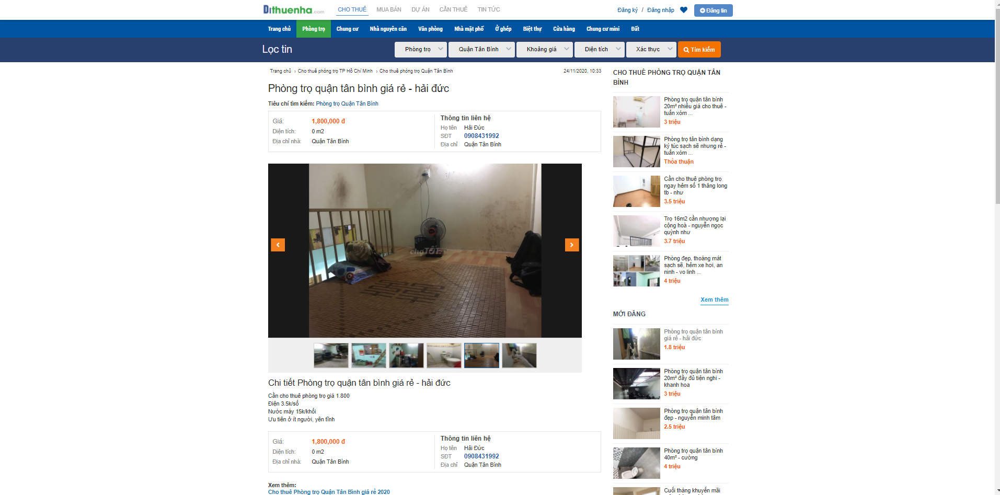 Dithuenha.com
CHO THUÊ MUA BÁN DỰ ÁN CẦN THUÊ TIN TỨC
Đăng ký / Đăng nhập
Đăng tin
Trang chủ Phòng trọ Chung cư Nhà nguyên căn Văn phòng Nhà mặt phố Ở ghép Biệt thự Cửa hàng Chung cư mini Đất
Lọc tin
Phòng trọ Quận Tân Bình Khoảng giá Diện tích Xác thực Tìm kiếm
Trang chủ › Cho thuê phòng trọ TP Hồ Chí Minh › Cho thuê phòng trọ Quận Tân Bình
24/11/2020, 10:33
Phòng trọ quận tân bình giá rẻ - hải đức
Tiêu chí tìm kiếm: Phòng trọ Quận Tân Bình
Giá: 1,800,000 đ
Diện tích: 0 m2
Địa chỉ nhà: Quận Tân Bình
Thông tin liên hệ
Họ tên Hải Đức
SĐT 0908431992
Địa chỉ Quận Tân Bình
chợTỐT
Chi tiết Phòng trọ quận tân bình giá rẻ - hải đức
Cần cho thuê phòng trọ giá 1.800
Điện 3.5k/số
Nước máy 15k/khối
Ưu tiên ở ít người, yên tĩnh
Giá: 1,800,000 đ
Diện tích: 0 m2
Địa chỉ nhà: Quận Tân Bình
Thông tin liên hệ
Họ tên Hải Đức
SĐT 0908431992
Địa chỉ Quận Tân Bình
Xem thêm:
Cho thuê Phòng trọ Quận Tân Bình giá rẻ 2020
CHO THUÊ PHÒNG TRỌ QUẬN TÂN
BÌNH
Phòng trọ quận tân bình
20m² nhiều giá cho thuê -
tuấn xóm ...
3 triệu
Phòng trọ tân bình dạng
ký túc sạch sẽ nhưng rẻ -
tuấn xóm ...
Thỏa thuận
Cần cho thuê phòng trọ
ngay hẻm số 1 thăng long
tb - như
3.5 triệu
Trọ 16m2 cần nhượng lại
cộng hoà - nguyễn ngọc
quỳnh như
3.7 triệu
Phòng đẹp, thoáng mát
sạch sẽ, hẻm xe hơi, an
ninh - vo linh ...
4 triệu
Xem thêm
MỚI ĐĂNG
Phòng trọ quận tân bình
giá rẻ - hải đức
1.8 triệu
Phòng trọ quận tân bình
20m² đầy đủ tiện nghi -
khanh hoa
3 triệu
Phòng trọ quận tân bình
đẹp - nguyễn minh tâm
2.5 triệu
Phòng trọ quận tân bình
40m² - cường
4 triệu
Cuối tháng khuyến mãi